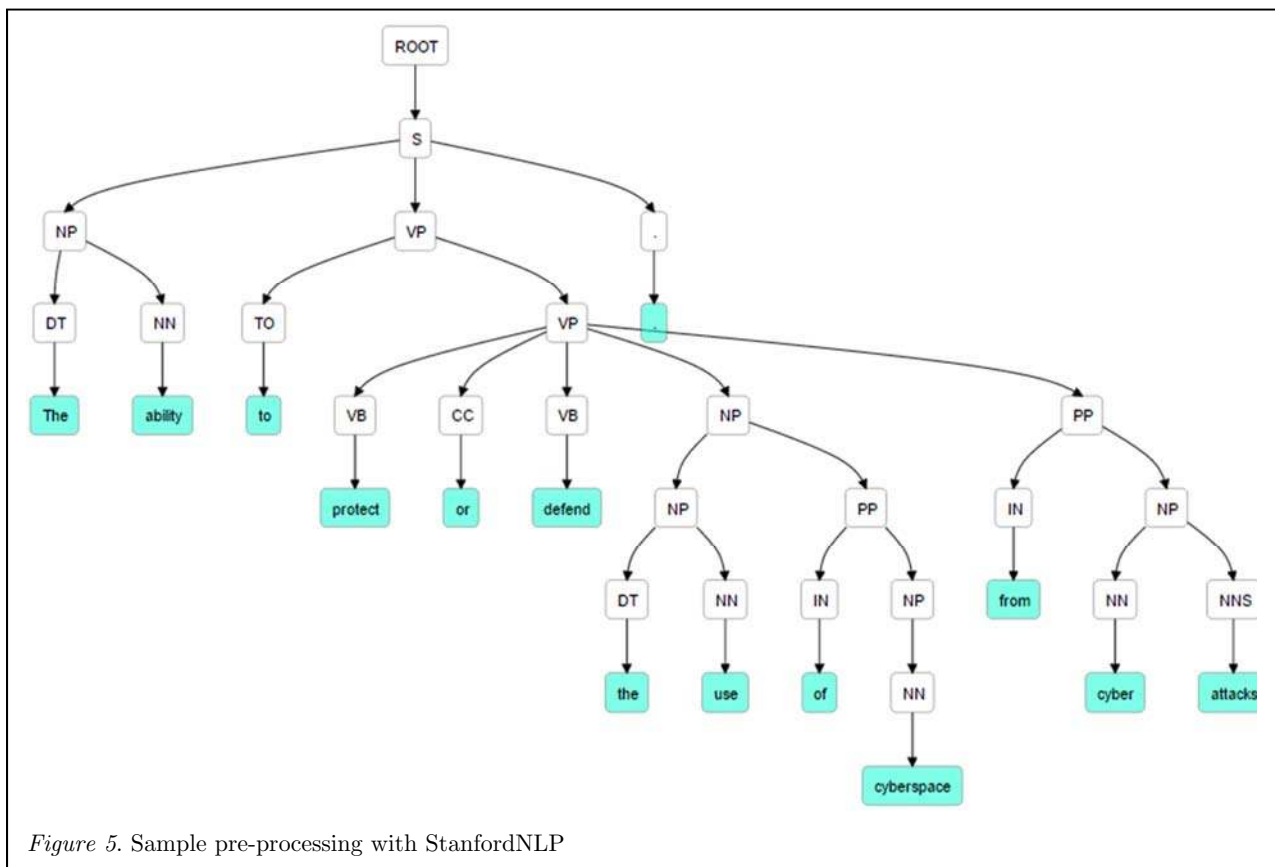 ROOT
S
NP VP .
DT NN TO VP .
The ability to VB CC VB NP PP
protect or defend NP PP IN NP
DT NN IN NP from NN NNS
the use of NN cyber attacks
cyberspace
Figure 5. Sample pre-processing with StanfordNLP